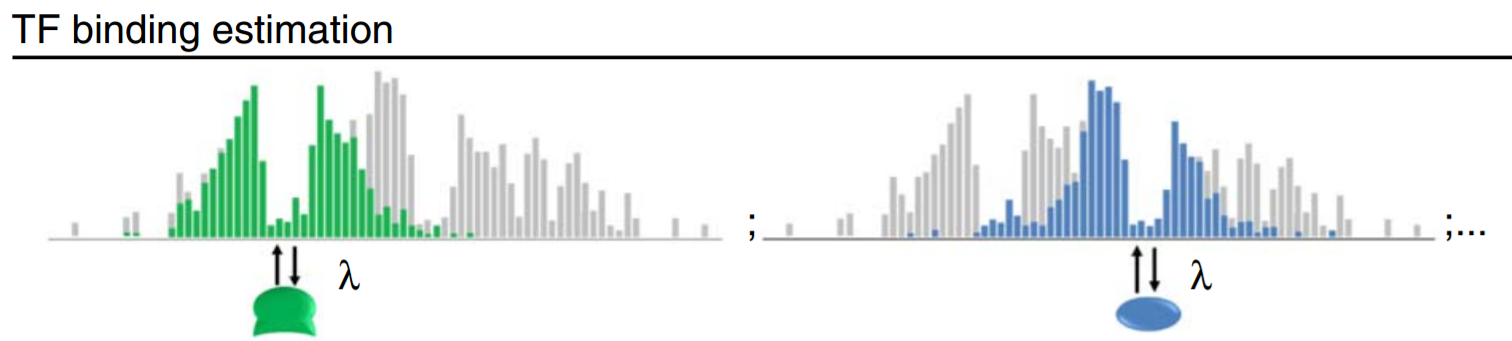 TF binding estimation
; ;...
λ λ